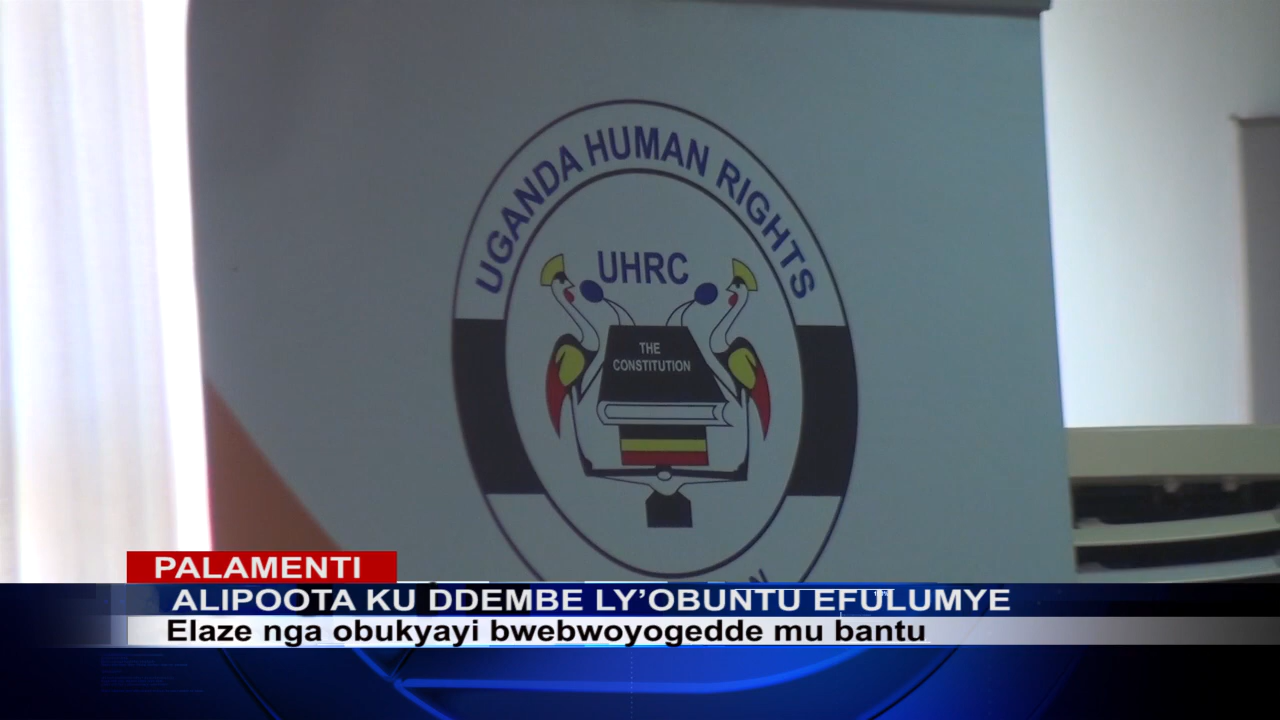 UGANDA HUMAN RIGHTS
UHRC
THE
CONSTITUTION
PALAMENTI
ALIPOOTA KU DDEMBE LY’OBUNTU EFULUMYE
Elaze nga obukyayi bwebwoyogedde mu bantu